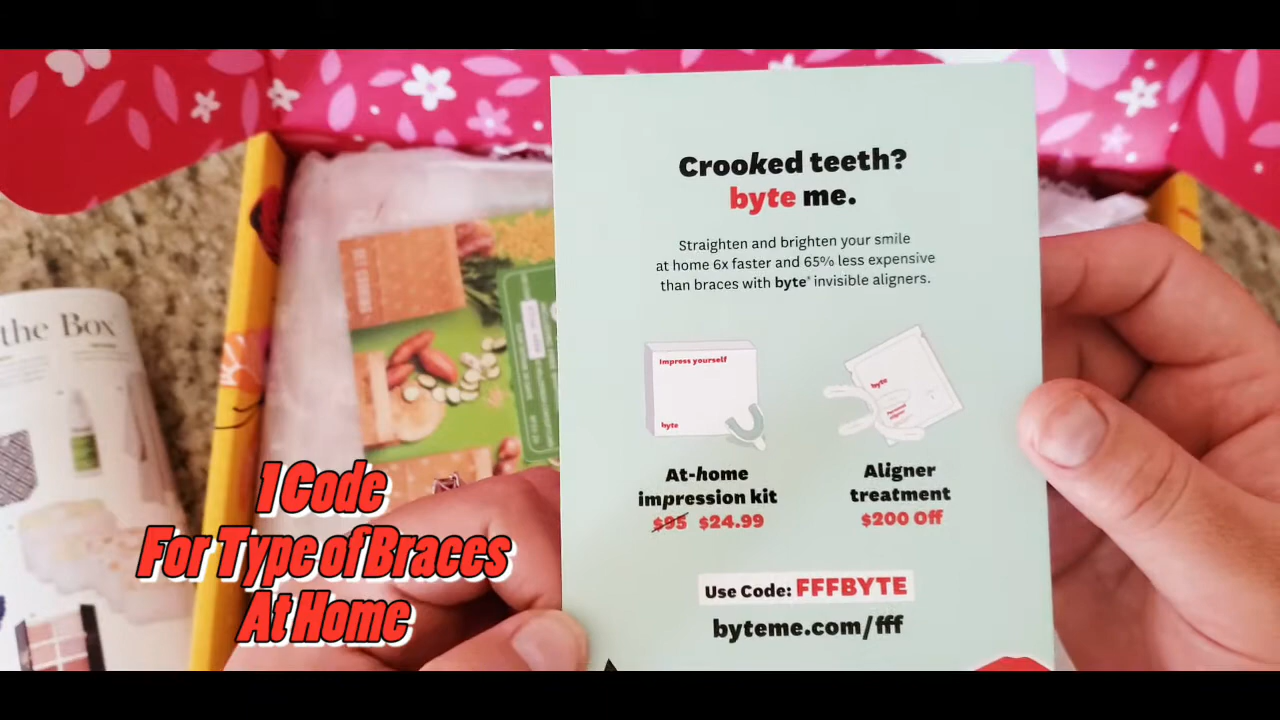 Crooked teeth?
byte me.
Straighten and brighten your smile
at home 6x faster and 65% less expensive
than braces with byte® invisible aligners.
Impress yourself
byte
byte
At-home
impression kit
$95 $24.99
Aligner
treatment
$200 Off
Use Code: FFFBYTE
byteme.com/fff
the Box
1 Code
For Type of Braces
At Home